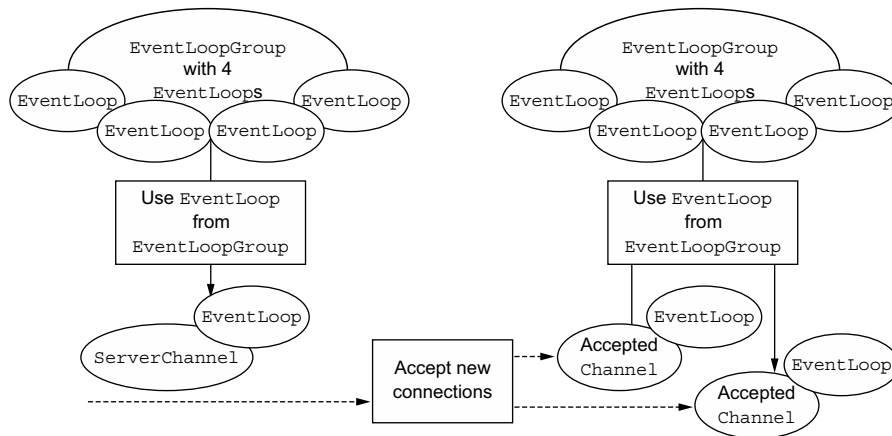 EventLoopGroup
with 4
EventLoops
EventLoop
EventLoop
EventLoop
EventLoop
Use EventLoop
from
EventLoopGroup
EventLoop
ServerChannel
Accept new
connections
EventLoopGroup
with 4
EventLoops
EventLoop
EventLoop
EventLoop
EventLoop
Use EventLoop
from
EventLoopGroup
EventLoop
Accepted
Channel
EventLoop
Accepted
Channel